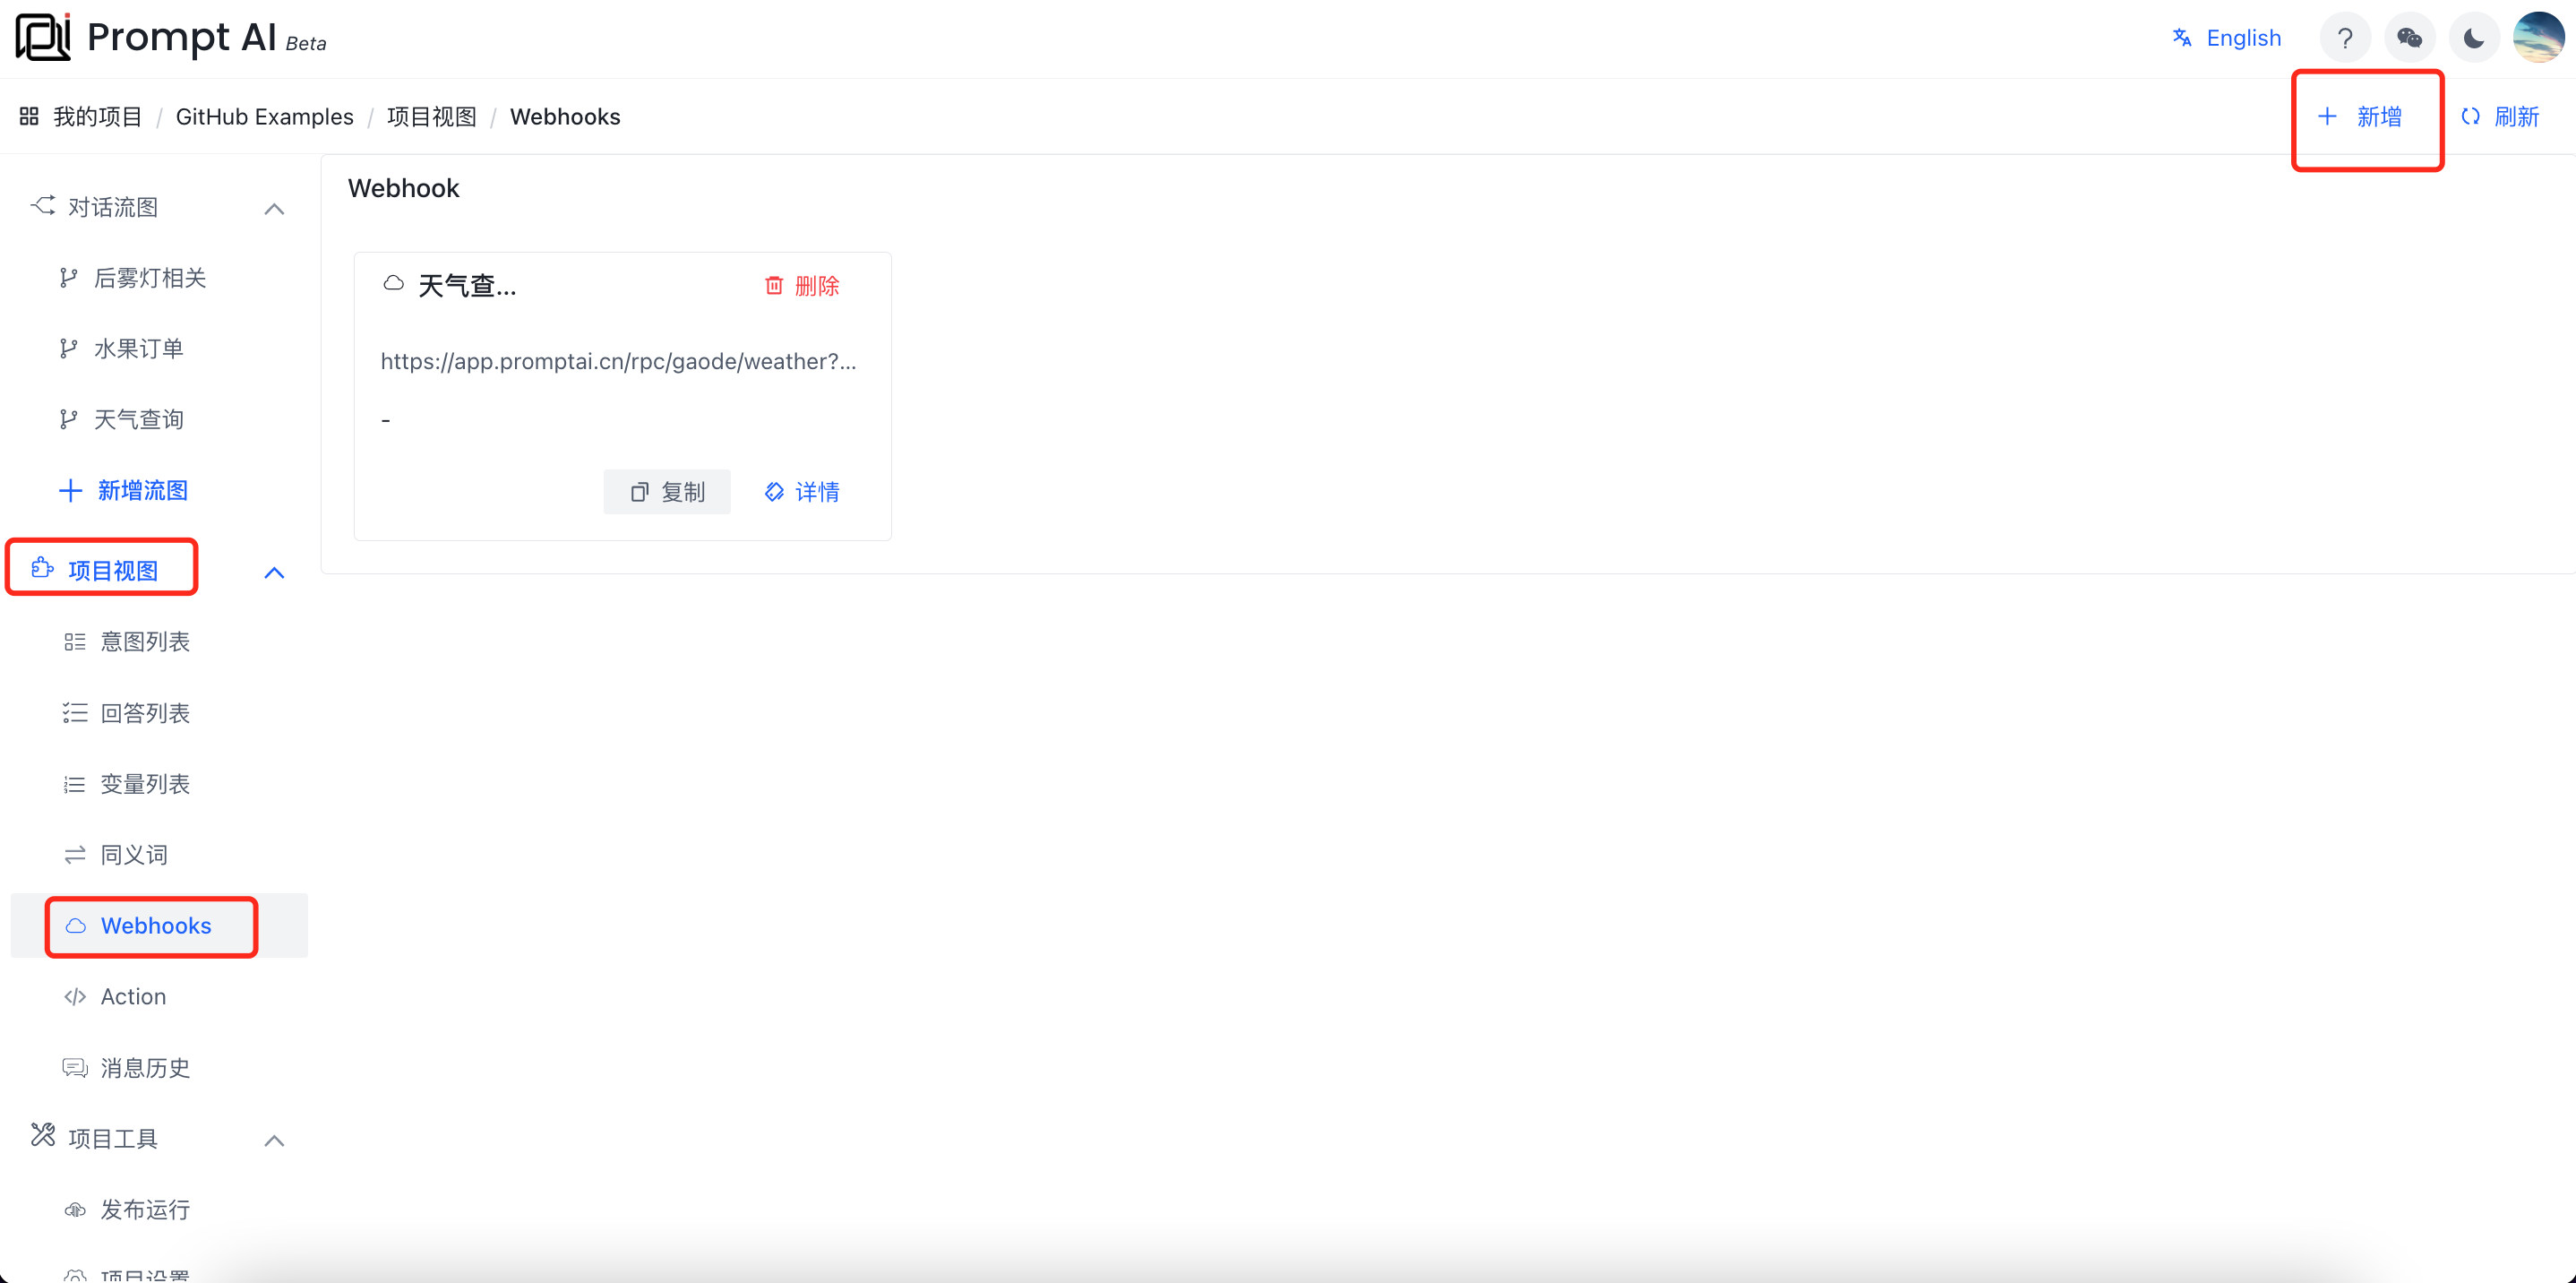 Prompt AI Beta
English
?
我的项目 / GitHub Examples / 项目视图 / Webhooks
新增
刷新
对话流图
后雾灯相关
水果订单
天气查询
新增流图
项目视图
意图列表
回答列表
变量列表
同义词
Webhooks
Action
消息历史
项目工具
发布运行
项目设置
Webhook
天气查...
删除
https://app.promptai.cn/rpc/gaode/weather?...
-
复制
详情